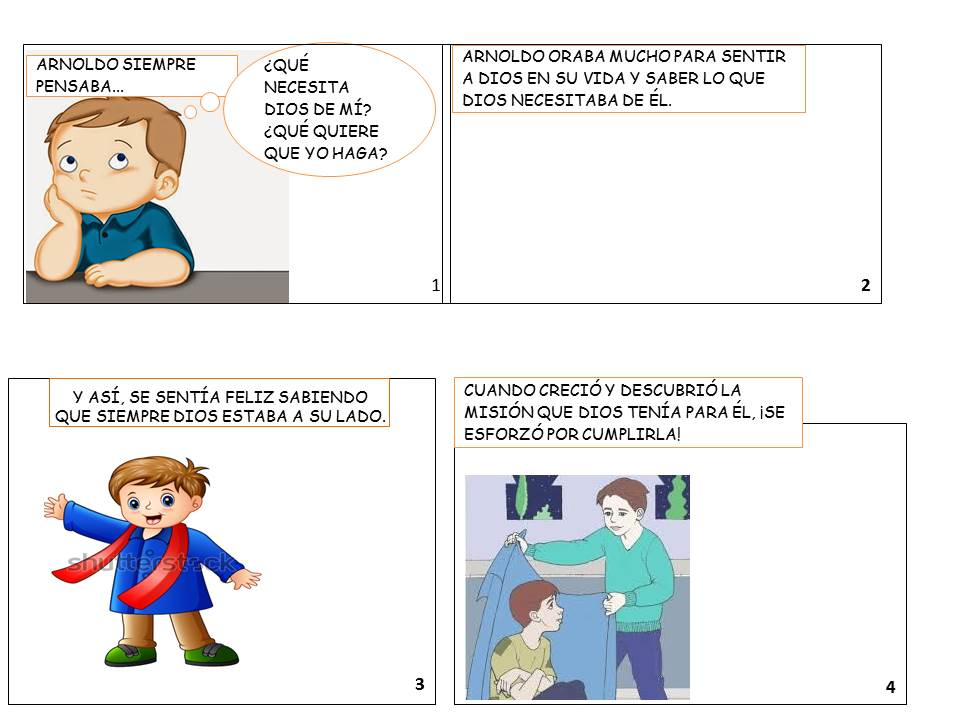 ARNOLDO SIEMPRE
PENSABA...
¿QUÉ
NECESITA
DIOS DE MÍ?
¿QUÉ QUIERE
QUE YO HAGA?
1
ARNOLDO ORABA MUCHO PARA SENTIR
A DIOS EN SU VIDA Y SABER LO QUE
DIOS NECESITABA DE ÉL.
2
Y ASÍ, SE SENTÍA FELIZ SABIENDO
QUE SIEMPRE DIOS ESTABA A SU LADO.
shutterstock
3
CUANDO CRECIÓ Y DESCUBRIÓ LA
MISIÓN QUE DIOS TENÍA PARA ÉL, ¡SE
ESFORZÓ POR CUMPLIRLA!
4